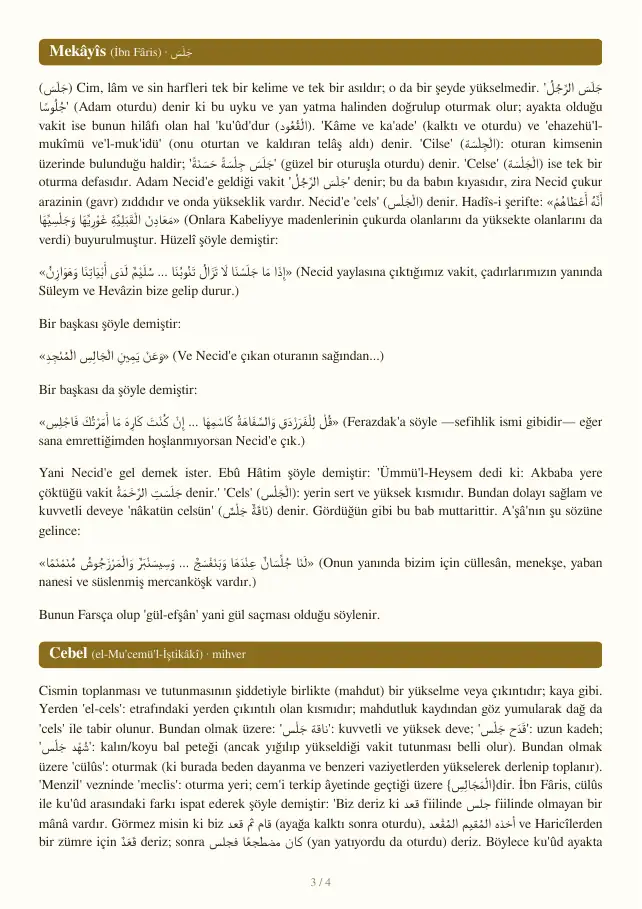 Mekâyîs (İbn Fâris) · جَلَسَ
(جَلَسَ) Cim, lâm ve sin harfleri tek bir kelime ve tek bir asıldır; o da bir şeyde yükselmedir. 'جَلَسَ الرَّجُلُ
جُلُوسًا' (Adam oturdu) denir ki bu uyku ve yan yatma halinden doğrulup oturmak olur; ayakta olduğu
vakit ise bunun hilâfı olan hal 'ku'ûd'dur (الْقُعُود). 'Kâme ve ka'ade' (kalktı ve oturdu) ve 'ehazehü'l-
mukîmü ve'l-muk'idü' (onu oturtan ve kaldıran telâş aldı) denir. 'Cilse' (الْجِلْسَة): oturan kimsenin
üzerinde bulunduğu haldir; 'جَلَسَ جِلْسَةً حَسَنَةً' (güzel bir oturuşla oturdu) denir. 'Celse' (الْجَلْسَة) ise tek bir
oturma defasıdır. Adam Necid'e geldiği vakit 'جَلَسَ الرَّجُلُ' denir; bu da babın kıyasıdır, zira Necid çukur
arazinin (gavr) zıddıdır ve onda yükseklik vardır. Necid'e 'cels' (الْجَلْس) denir. Hadîs-i şerifte: «أَنَّهُ أَعْطَاهُمْ
مَعَادِنَ الْقَبَلِيَّةِ غَوْرِيَّهَا وَجَلْسِيَّهَا» (Onlara Kabeliyye madenlerinin çukurda olanlarını da yüksekte olanlarını da
verdi) buyurulmuştur. Hüzelî şöyle demiştir:
«إِذَا مَا جَلَسْنَا لَا تَزَالُ تَنُوبُنَا ... سُلَيْمٌ لَدَى أَبْيَاتِنَا وَهَوَازِنُ» (Necid yaylasına çıktığımız vakit, çadırlarımızın yanında
Süleym ve Hevâzin bize gelip durur.)
Bir başkası şöyle demiştir:
«وَعَنْ يَمِينِ الْجَالِسِ الْمُنْجِدِ» (Ve Necid'e çıkan oturanın sağından...)
Bir başkası da şöyle demiştir:
«قُلْ لِلْفَرَزْدَقِ وَالسَّفَاهَةُ كَاسْمِهَا ... إِنْ كُنْتَ كَارِهَ مَا أَمَرْتُكَ فَاجْلِسِ» (Ferazdak'a söyle —sefihlik ismi gibidir— eğer
sana emrettiğimden hoşlanmıyorsan Necid'e çık.)
Yani Necid'e gel demek ister. Ebû Hâtim şöyle demiştir: 'Ümmü'l-Heysem dedi ki: Akbaba yere
çöktüğü vakit جَلَسَتِ الرَّخَمَةُ denir.' 'Cels' (الْجَلْس): yerin sert ve yüksek kısmıdır. Bundan dolayı sağlam ve
kuvvetli deveye 'nâkatün celsün' (نَاقَةٌ جَلْسٌ) denir. Gördüğün gibi bu bab muttarittir. A'şâ'nın şu sözüne
gelince:
«لَنَا جُلَّسَانٌ عِنْدَهَا وَبَنَفْسَجٌ ... وَسِيسَنْبَرٌ وَالْمَرْزَجُوشُ مُنَمْنَمَا» (Onun yanında bizim için cüllesân, menekşe, yaban
nanesi ve süslenmiş mercanköşk vardır.)
Bunun Farsça olup 'gül-efşân' yani gül saçması olduğu söylenir.
Cebel (el-Mu'cemü'l-İştikâkî) · mihver
Cismin toplanması ve tutunmasının şiddetiyle birlikte (mahdut) bir yükselme veya çıkıntıdır; kaya gibi.
Yerden 'el-cels': etrafındaki yerden çıkıntılı olan kısmıdır; mahdutluk kaydından göz yumularak dağ da
'cels' ile tabir olunur. Bundan olmak üzere: 'ناقة جَلْس': kuvvetli ve yüksek deve; 'قَدَح جَلْس': uzun kadeh;
'شَهْد جَلْس': kalın/koyu bal peteği (ancak yığılıp yükseldiği vakit tutunması belli olur). Bundan olmak
üzere 'cülûs': oturmak (ki burada beden dayanma ve benzeri vaziyetlerden yükselerek derlenip toplanır).
'Menzil' vezninde 'meclis': oturma yeri; cem'i terkip âyetinde geçtiği üzere {الْمَجَالِسِ}dir. İbn Fâris, cülûs
ile ku'ûd arasındaki farkı ispat ederek şöyle demiştir: 'Biz deriz ki قعد fiilinde جلس fiilinde olmayan bir
mânâ vardır. Görmez misin ki biz قام ثم قعد (ayağa kalktı sonra oturdu), أخذه المُقيم المُقْعد ve Haricîlerden
bir zümre için قَعَدٌ deriz; sonra كان مضطجعًا فجلس (yan yatıyordu da oturdu) deriz. Böylece ku'ûd ayakta
3 / 4